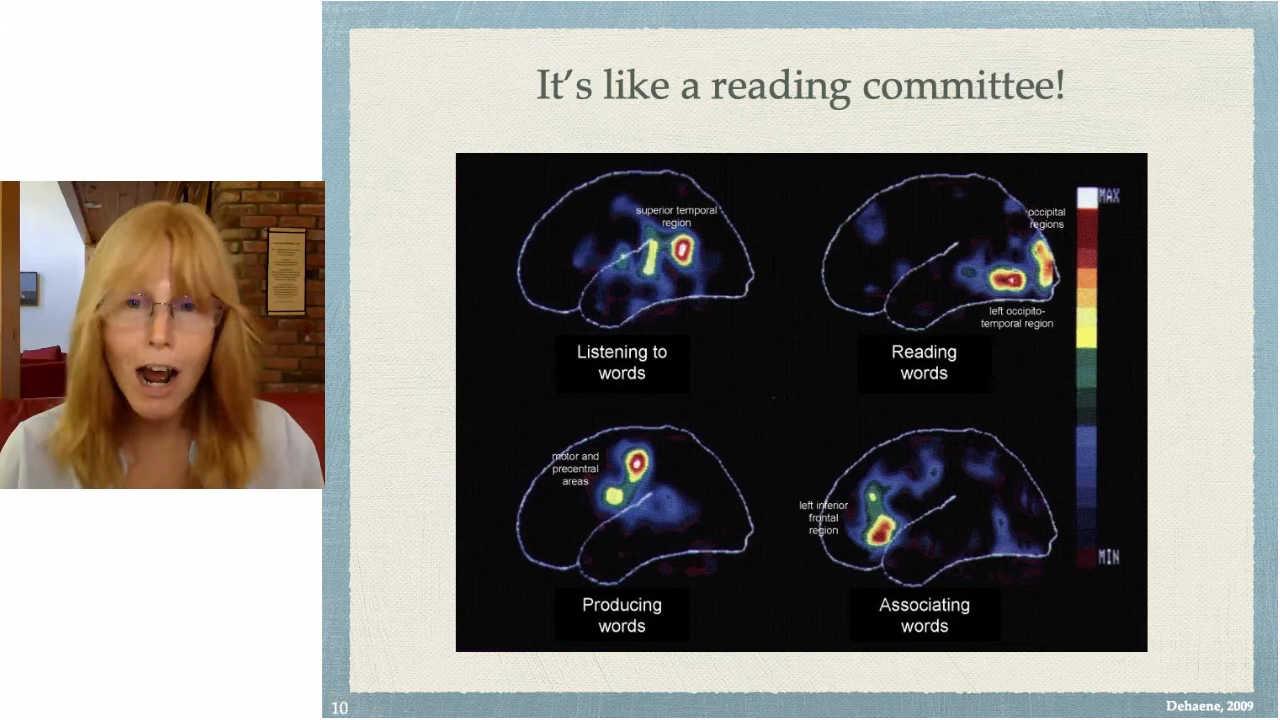 It's like a reading committee!
superior temporal
region
occipital
regions
MAX
left occipito-
temporal region
Listening to
words
Reading
words
motor and
precentral
areas
left inferior
frontal
region
MIN
Producing
words
Associating
words
10
Dehaene, 2009